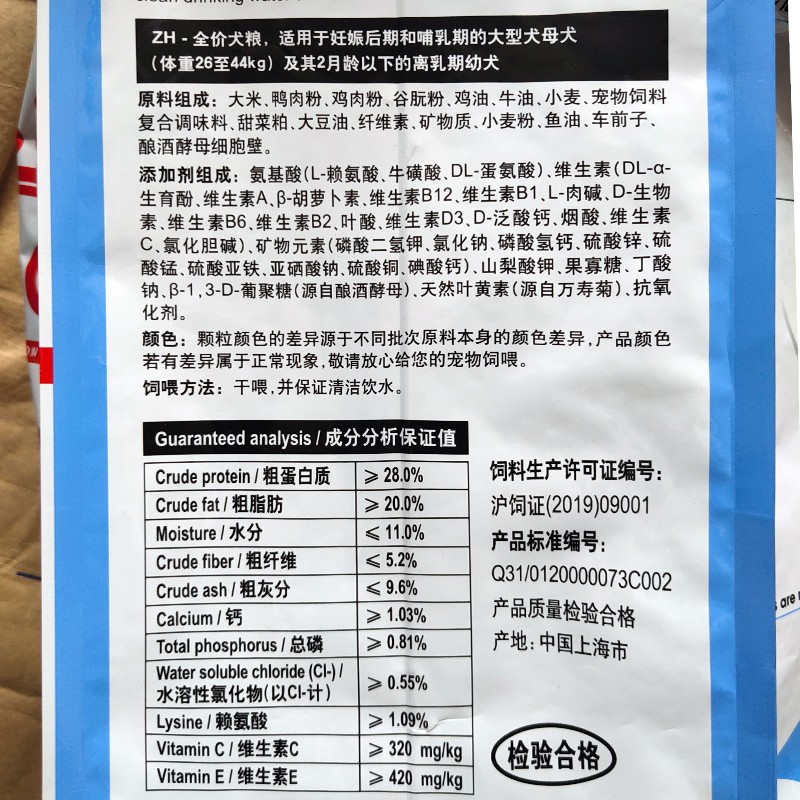 ZH - 全价犬粮，适用于妊娠后期和哺乳期的大型犬母犬
（体重26至44kg）及其2月龄以下的离乳期幼犬
原料组成：大米、鸭肉粉、鸡肉粉、谷朊粉、鸡油、牛油、小麦、宠物饲料
复合调味料、甜菜粕、大豆油、纤维素、矿物质、小麦粉、鱼油、车前子、
酿酒酵母细胞壁。
添加剂组成：氨基酸（L-赖氨酸、牛磺酸、DL-蛋氨酸）、维生素（DL-α-
生育酚、维生素A、β-胡萝卜素、维生素B12、维生素B1、L-肉碱、D-生物
素、维生素B6、维生素B2、叶酸、维生素D3、D-泛酸钙、烟酸、维生素
C、氯化胆碱）、矿物元素（磷酸二氢钾、氯化钠、磷酸氢钙、硫酸锌、硫
酸锰、硫酸亚铁、亚硒酸钠、硫酸铜、碘酸钙）、山梨酸钾、果寡糖、丁酸
钠、β-1,3-D-葡聚糖（源自酿酒酵母）、天然叶黄素（源自万寿菊）、抗氧
化剂。
颜色：颗粒颜色的差异源于不同批次原料本身的颜色差异，产品颜色
若有差异属于正常现象，敬请放心给您的宠物饲喂。
饲喂方法：干喂，并保证清洁饮水。
Guaranteed analysis / 成分分析保证值
Crude protein / 粗蛋白质 ⩾ 28.0%
Crude fat / 粗脂肪 ⩾ 20.0%
Moisture / 水分 ⩽ 11.0%
Crude fiber / 粗纤维 ⩽ 5.2%
Crude ash / 粗灰分 ⩽ 9.6%
Calcium / 钙 ⩾ 1.03%
Total phosphorus / 总磷 ⩾ 0.81%
Water soluble chloride (Cl-) /
水溶性氯化物（以Cl-计） ⩾ 0.55%
Lysine / 赖氨酸 ⩾ 1.09%
Vitamin C / 维生素C ⩾ 320 mg/kg
Vitamin E / 维生素E ⩾ 420 mg/kg
饲料生产许可证编号：
沪饲证(2019)09001
产品标准编号：
Q31/0120000073C002
产品质量检验合格
产地：中国上海市
检验合格